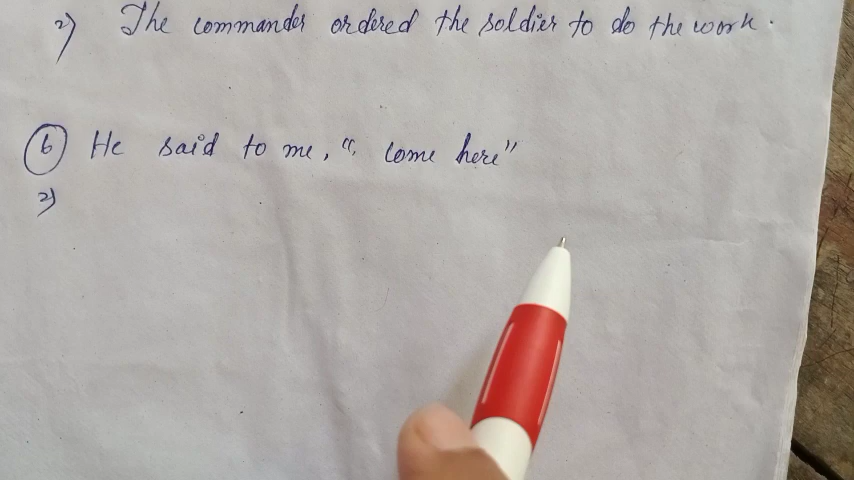 2) The commander ordered the soldier to do the work.
6 He said to me, " come here"
2)